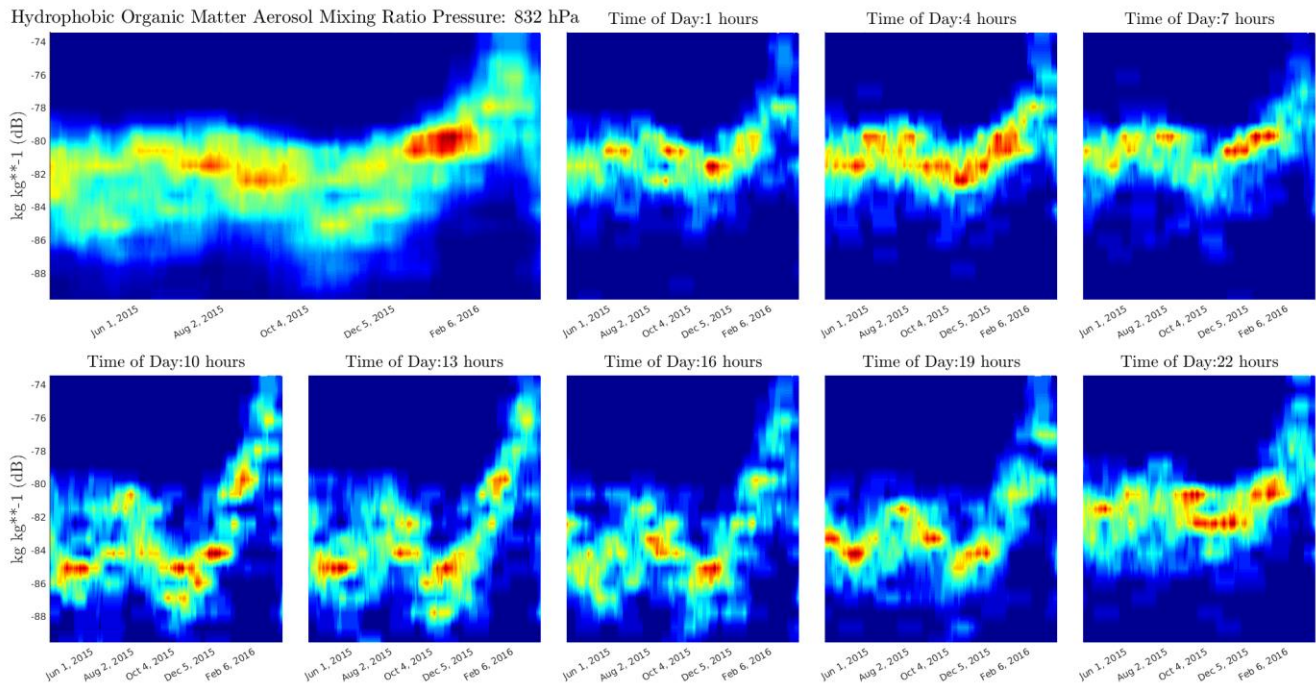 Hydrophobic Organic Matter Aerosol Mixing Ratio Pressure: 832 hPa
Time of Day:1 hours
Time of Day:4 hours
Time of Day:7 hours
kg kg**-1 (dB)
-74
-76
-78
-80
-82
-84
-86
-88
Jun 1, 2015
Aug 2, 2015
Oct 4, 2015
Dec 5, 2015
Feb 6, 2016
Jun 1, 2015
Aug 2, 2015
Oct 4, 2015
Dec 5, 2015
Feb 6, 2016
Jun 1, 2015
Aug 2, 2015
Oct 4, 2015
Dec 5, 2015
Feb 6, 2016
Jun 1, 2015
Aug 2, 2015
Oct 4, 2015
Dec 5, 2015
Feb 6, 2016
Time of Day:10 hours
Time of Day:13 hours
Time of Day:16 hours
Time of Day:19 hours
Time of Day:22 hours
kg kg**-1 (dB)
-74
-76
-78
-80
-82
-84
-86
-88
Jun 1, 2015
Aug 2, 2015
Oct 4, 2015
Dec 5, 2015
Feb 6, 2016
Jun 1, 2015
Aug 2, 2015
Oct 4, 2015
Dec 5, 2015
Feb 6, 2016
Jun 1, 2015
Aug 2, 2015
Oct 4, 2015
Dec 5, 2015
Feb 6, 2016
Jun 1, 2015
Aug 2, 2015
Oct 4, 2015
Dec 5, 2015
Feb 6, 2016
Jun 1, 2015
Aug 2, 2015
Oct 4, 2015
Dec 5, 2015
Feb 6, 2016